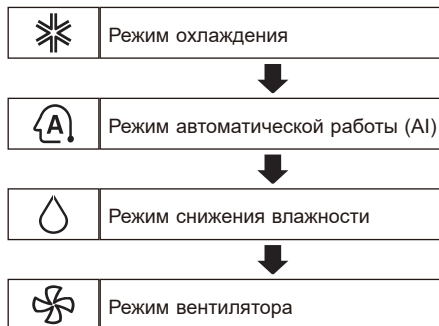 Режим охлаждения
A
Режим автоматической работы (AI)
Режим снижения влажности
Режим вентилятора